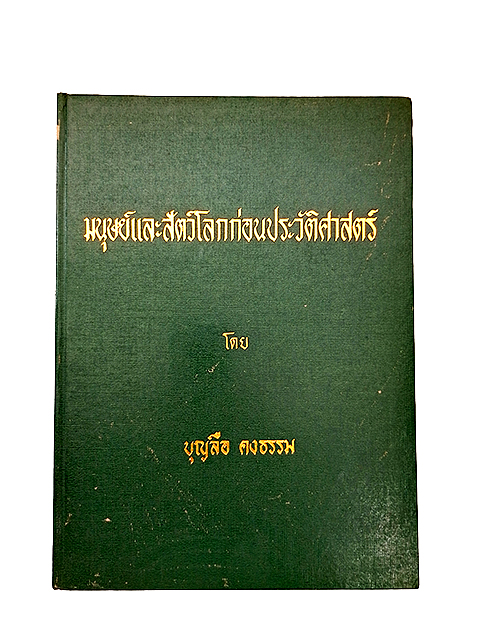 มนุษย์และสัตว์โลกก่อนประวัติศาสตร์
โดย
บุญลือ คงธรรม